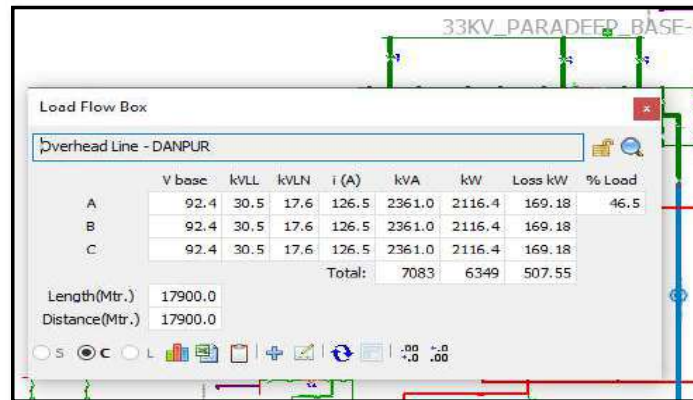 33KV_PARADEEP_BASE-
Load Flow Box
Overhead Line - DANPUR
V base kVLL kVLN i (A) kVA kW Loss kW % Load
A 92.4 30.5 17.6 126.5 2361.0 2116.4 169.18 46.5
B 92.4 30.5 17.6 126.5 2361.0 2116.4 169.18
C 92.4 30.5 17.6 126.5 2361.0 2116.4 169.18
Total: 7083 6349 507.55
Length(Mtr.) 17900.0
Distance(Mtr.) 17900.0
S C L